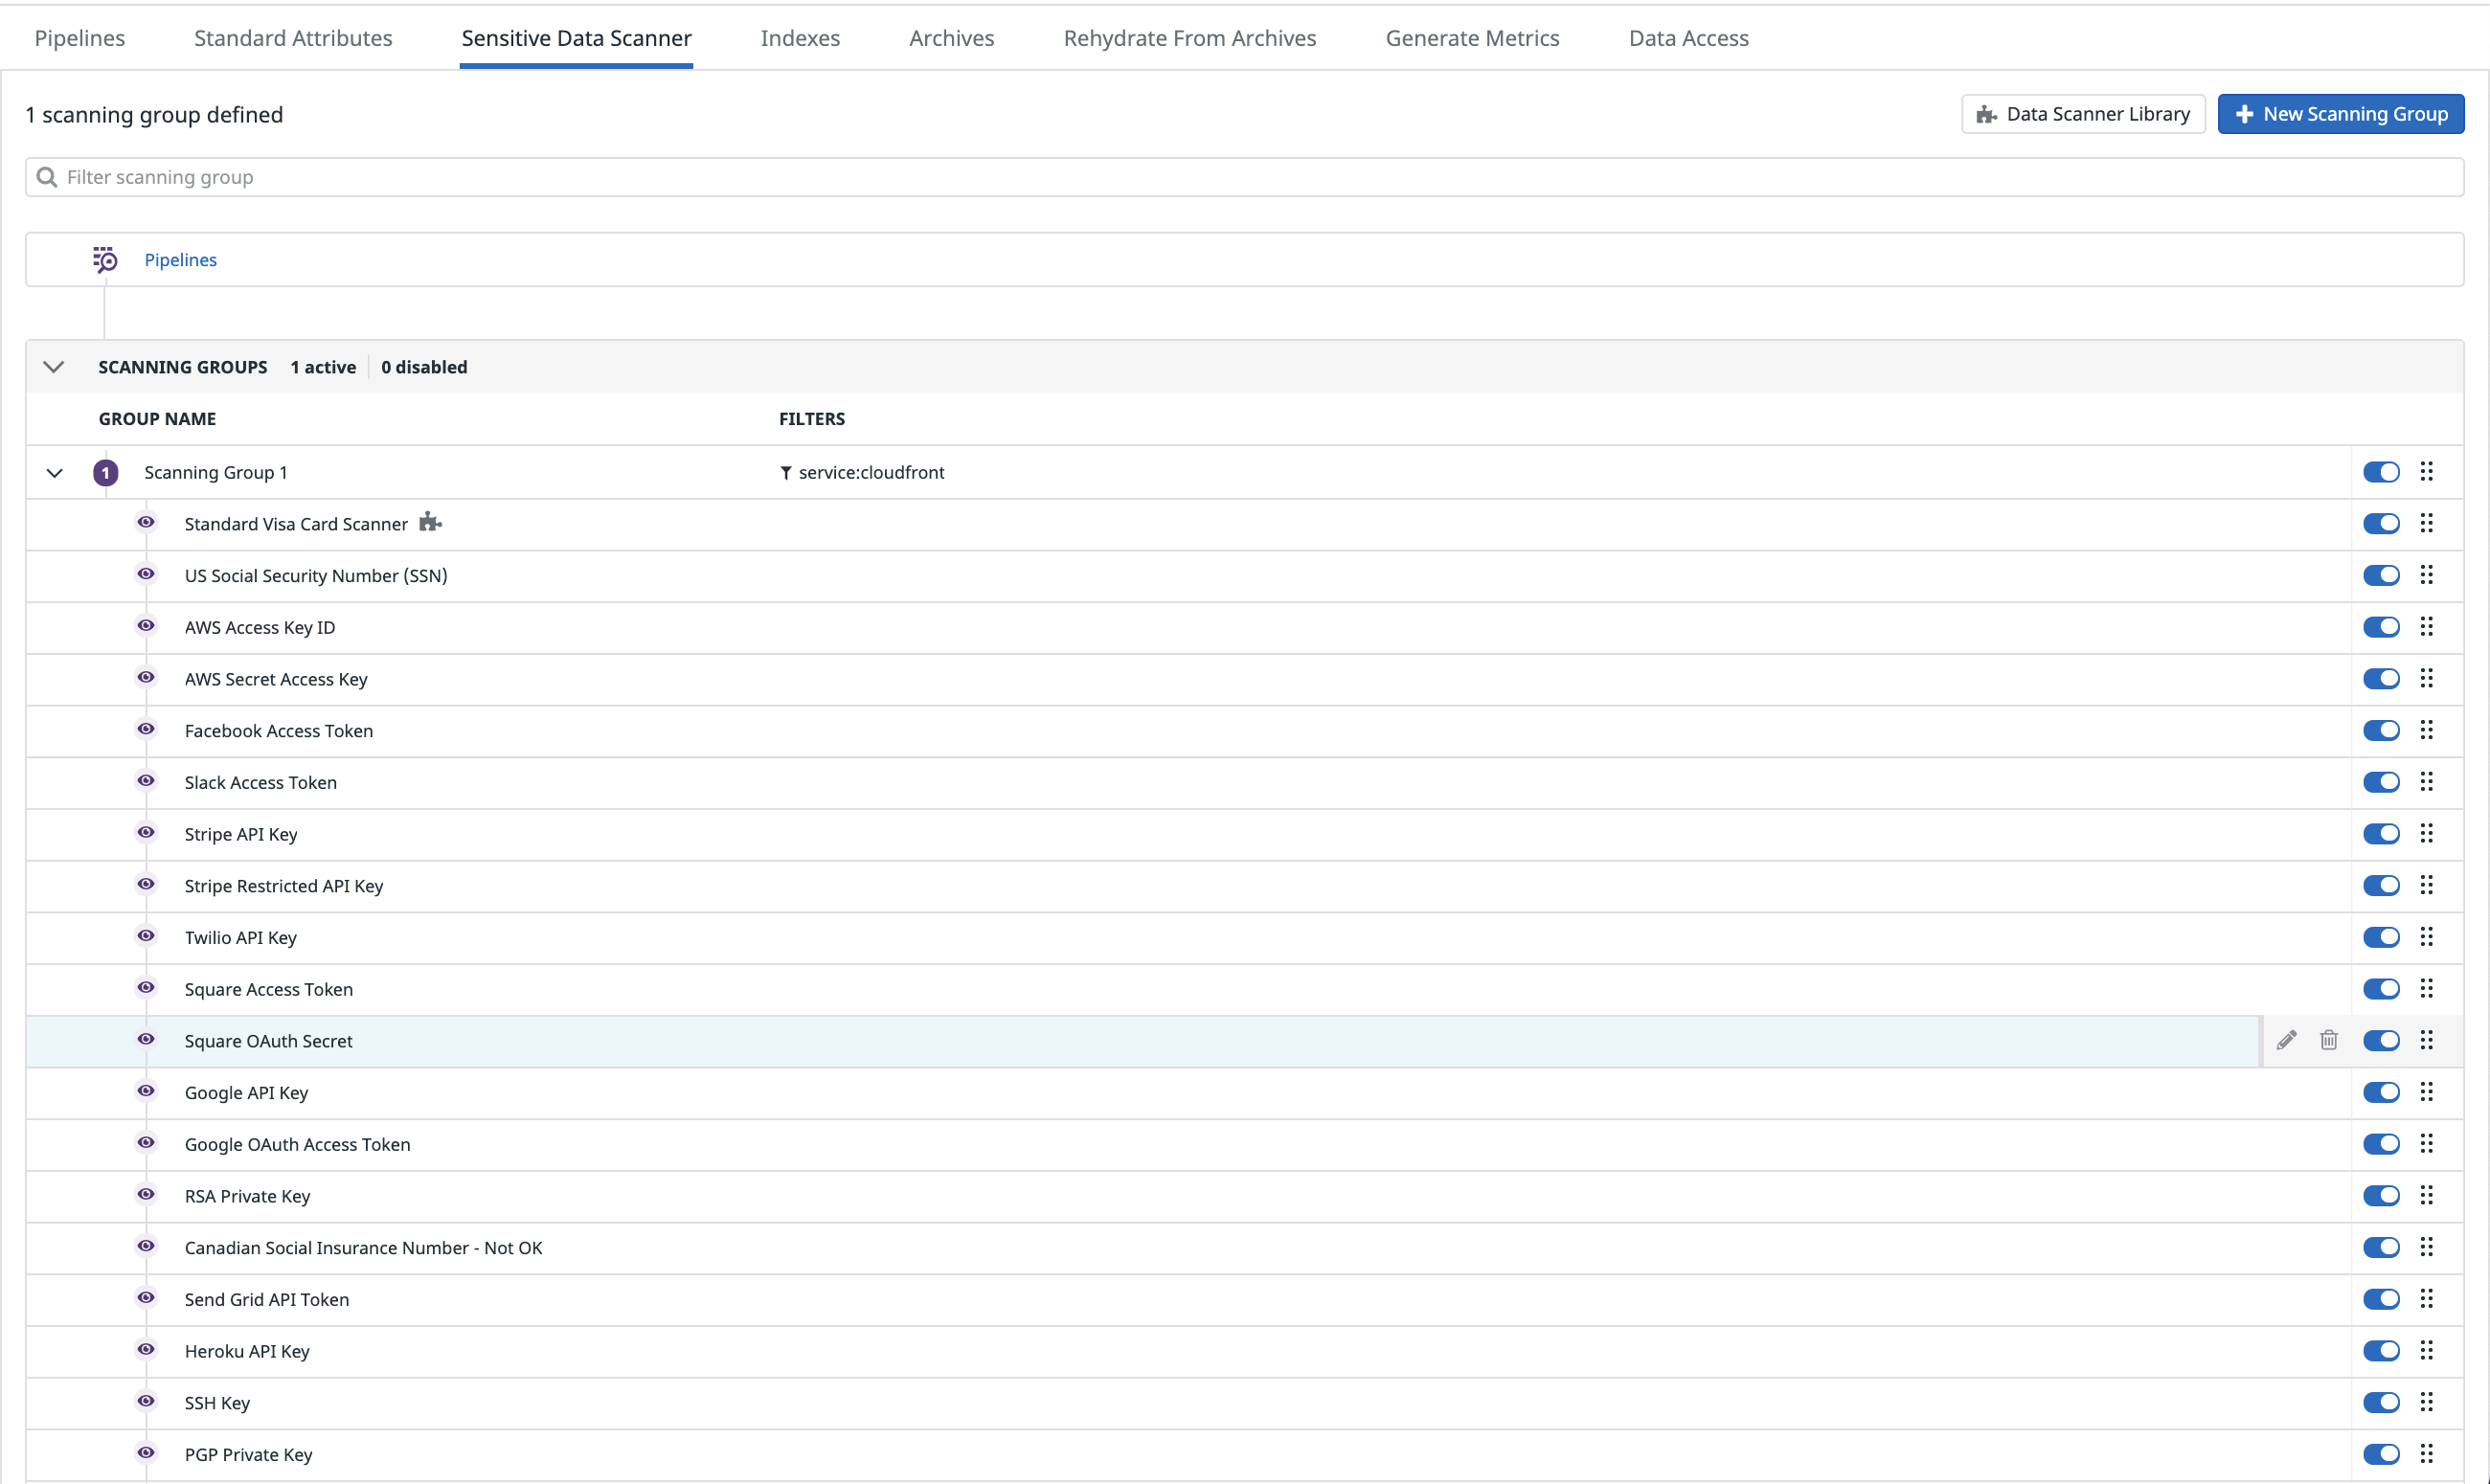 Pipelines Standard Attributes Sensitive Data Scanner Indexes Archives Rehydrate From Archives Generate Metrics Data Access
1 scanning group defined Data Scanner Library New Scanning Group
Filter scanning group
Pipelines
SCANNING GROUPS 1 active 0 disabled
GROUP NAME FILTERS
1 Scanning Group 1 service:cloudfront
Standard Visa Card Scanner
US Social Security Number (SSN)
AWS Access Key ID
AWS Secret Access Key
Facebook Access Token
Slack Access Token
Stripe API Key
Stripe Restricted API Key
Twilio API Key
Square Access Token
Square OAuth Secret
Google API Key
Google OAuth Access Token
RSA Private Key
Canadian Social Insurance Number - Not OK
Send Grid API Token
Heroku API Key
SSH Key
PGP Private Key